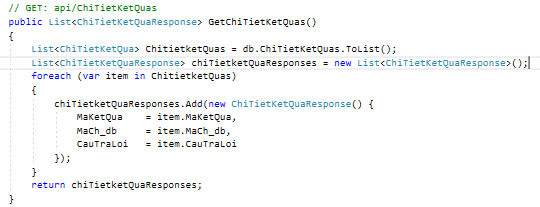 // GET: api/ChiTietKetQuas
public List<ChiTietKetQuaResponse> GetChiTietKetQuas()
{
List<ChiTietKetQua> ChitietketQuas = db.ChiTietKetQuas.ToList();
List<ChiTietKetQuaResponse> chiTietketQuaResponses = new List<ChiTietKetQuaResponse>();
foreach (var item in ChitietketQuas)
{
chiTietketQuaResponses.Add(new ChiTietKetQuaResponse() {
MaKetQua = item.MaKetQua,
MaCh_db = item.MaCh_db,
CauTraLoi = item.CauTraLoi
});
}
return chiTietketQuaResponses;
}